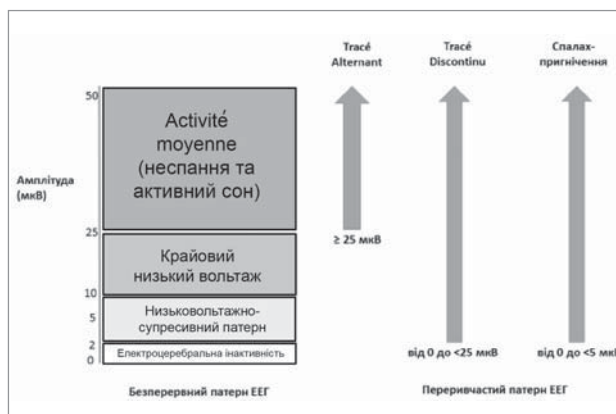 Tracé
Alternant
Tracé
Discontinu
Спалах-
пригнічення
50
Activité
moyenne
(неспання та
активний сон)
Амплітуда
(мкВ)
25
≥ 25 мкВ
Крайовий
низький вольтаж
10
Низьковольтажно-
супресивний патерн
5
2
Електроцеребральна інактивність
0
від 0 до <25 мкВ
від 0 до <5 мкВ
Безперервний патерн ЕЕГ
Переривчастий патерн ЕЕГ